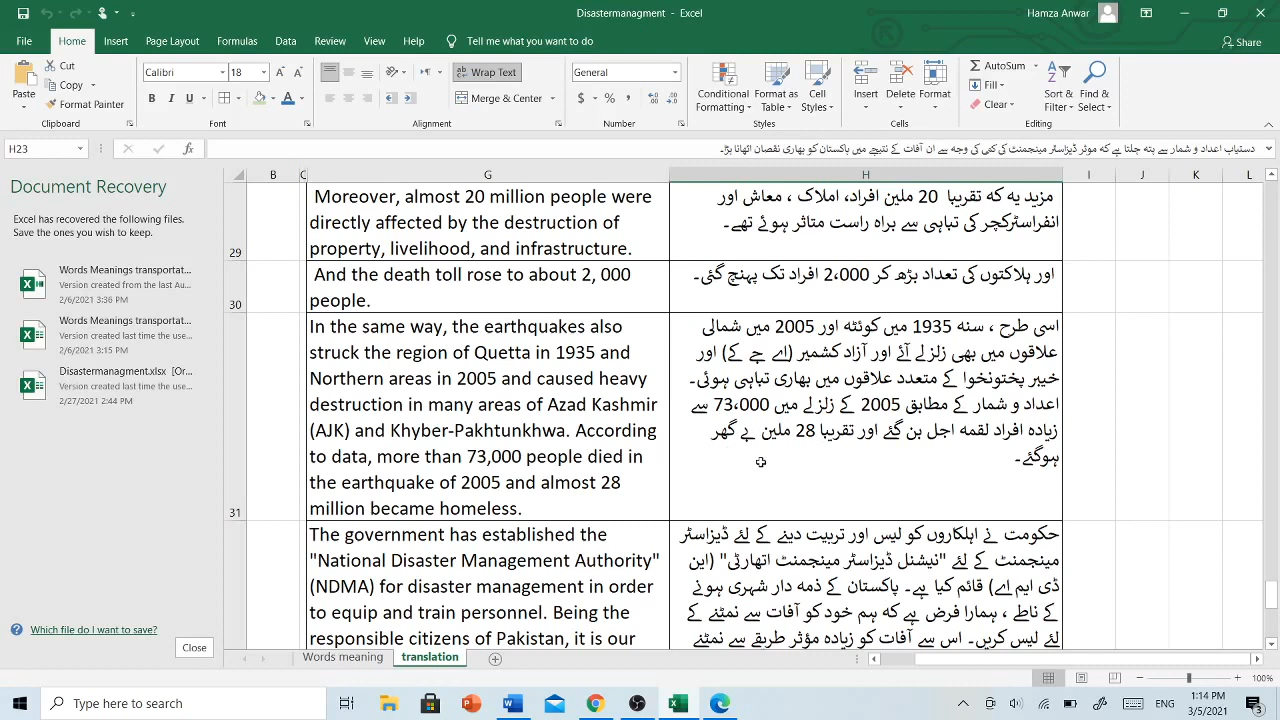 Disastermanagment - Excel
Hamza Anwar
File Home Insert Page Layout Formulas Data Review View Help Tell me what you want to do Share
Paste
Cut
Copy
Format Painter
Clipboard
Calibri 18
B I U
Font
Wrap Text
Merge & Center
Alignment
General
$ % ,
Number
Conditional Formatting
Format as Table
Cell Styles
Styles
Insert Delete Format
Cells
AutoSum
Fill
Clear
Sort & Filter
Find & Select
Editing
H23
fx
دستیاب اعداد و شمار سے پتہ چلتا ہے کہ موثر ڈیزاسٹر مینجمنٹ کی کمی کی وجہ سے ان آفات کے نتیجے میں پاکستان کو بھاری نقصان اٹھانا پڑا۔
Document Recovery
Excel has recovered the following files.
Save the ones you wish to keep.
Words Meanings transportat...
Version created from the last Au...
2/6/2021 3:36 PM
Words Meanings transportat...
Version created last time the use...
2/6/2021 3:15 PM
Disastermanagment.xlsx [Or...
Version created last time the use...
2/27/2021 2:44 PM
Which file do I want to save?
Close
B C G H I J K L
29
Moreover, almost 20 million people were
directly affected by the destruction of
property, livelihood, and infrastructure.
مزید یہ کہ تقریبا 20 ملین افراد، املاک ، معاش اور
انفراسٹرکچر کی تباہی سے براہ راست متاثر ہوئے تھے۔
30
And the death toll rose to about 2, 000
people.
اور ہلاکتوں کی تعداد بڑھ کر 2،000 افراد تک پہنچ گئی۔
31
In the same way, the earthquakes also
struck the region of Quetta in 1935 and
Northern areas in 2005 and caused heavy
destruction in many areas of Azad Kashmir
(AJK) and Khyber-Pakhtunkhwa. According
to data, more than 73,000 people died in
the earthquake of 2005 and almost 28
million became homeless.
اسی طرح ، سنہ 1935 میں کوئٹہ اور 2005 میں شمالی
علاقوں میں بھی زلزلے آئے اور آزاد کشمیر (اے جے کے) اور
خیبر پختونخوا کے متعدد علاقوں میں بھاری تباہی ہوئی۔
اعداد و شمار کے مطابق 2005 کے زلزلے میں 73،000 سے
زیادہ افراد لقمہ اجل بن گئے اور تقریبا 28 ملین بے گھر
ہوگئے۔
The government has established the
"National Disaster Management Authority"
(NDMA) for disaster management in order
to equip and train personnel. Being the
responsible citizens of Pakistan, it is our
حکومت نے اہلکاروں کو لیس اور تربیت دینے کے لئے ڈیزاسٹر
مینجمنٹ کے لئے "نیشنل ڈیزاسٹر مینجمنٹ اتھارٹی" (این
ڈی ایم اے) قائم کیا ہے۔ پاکستان کے ذمہ دار شہری ہونے
کے ناطے ، ہمارا فرض ہے کہ ہم خود کو آفات سے نمٹنے کے
لئے لیس کریں۔ اس سے آفات کو زیادہ مؤثر طریقے سے نمٹنے
Words meaning translation
100%
Type here to search
ENG
1:14 PM
3/5/2021
3